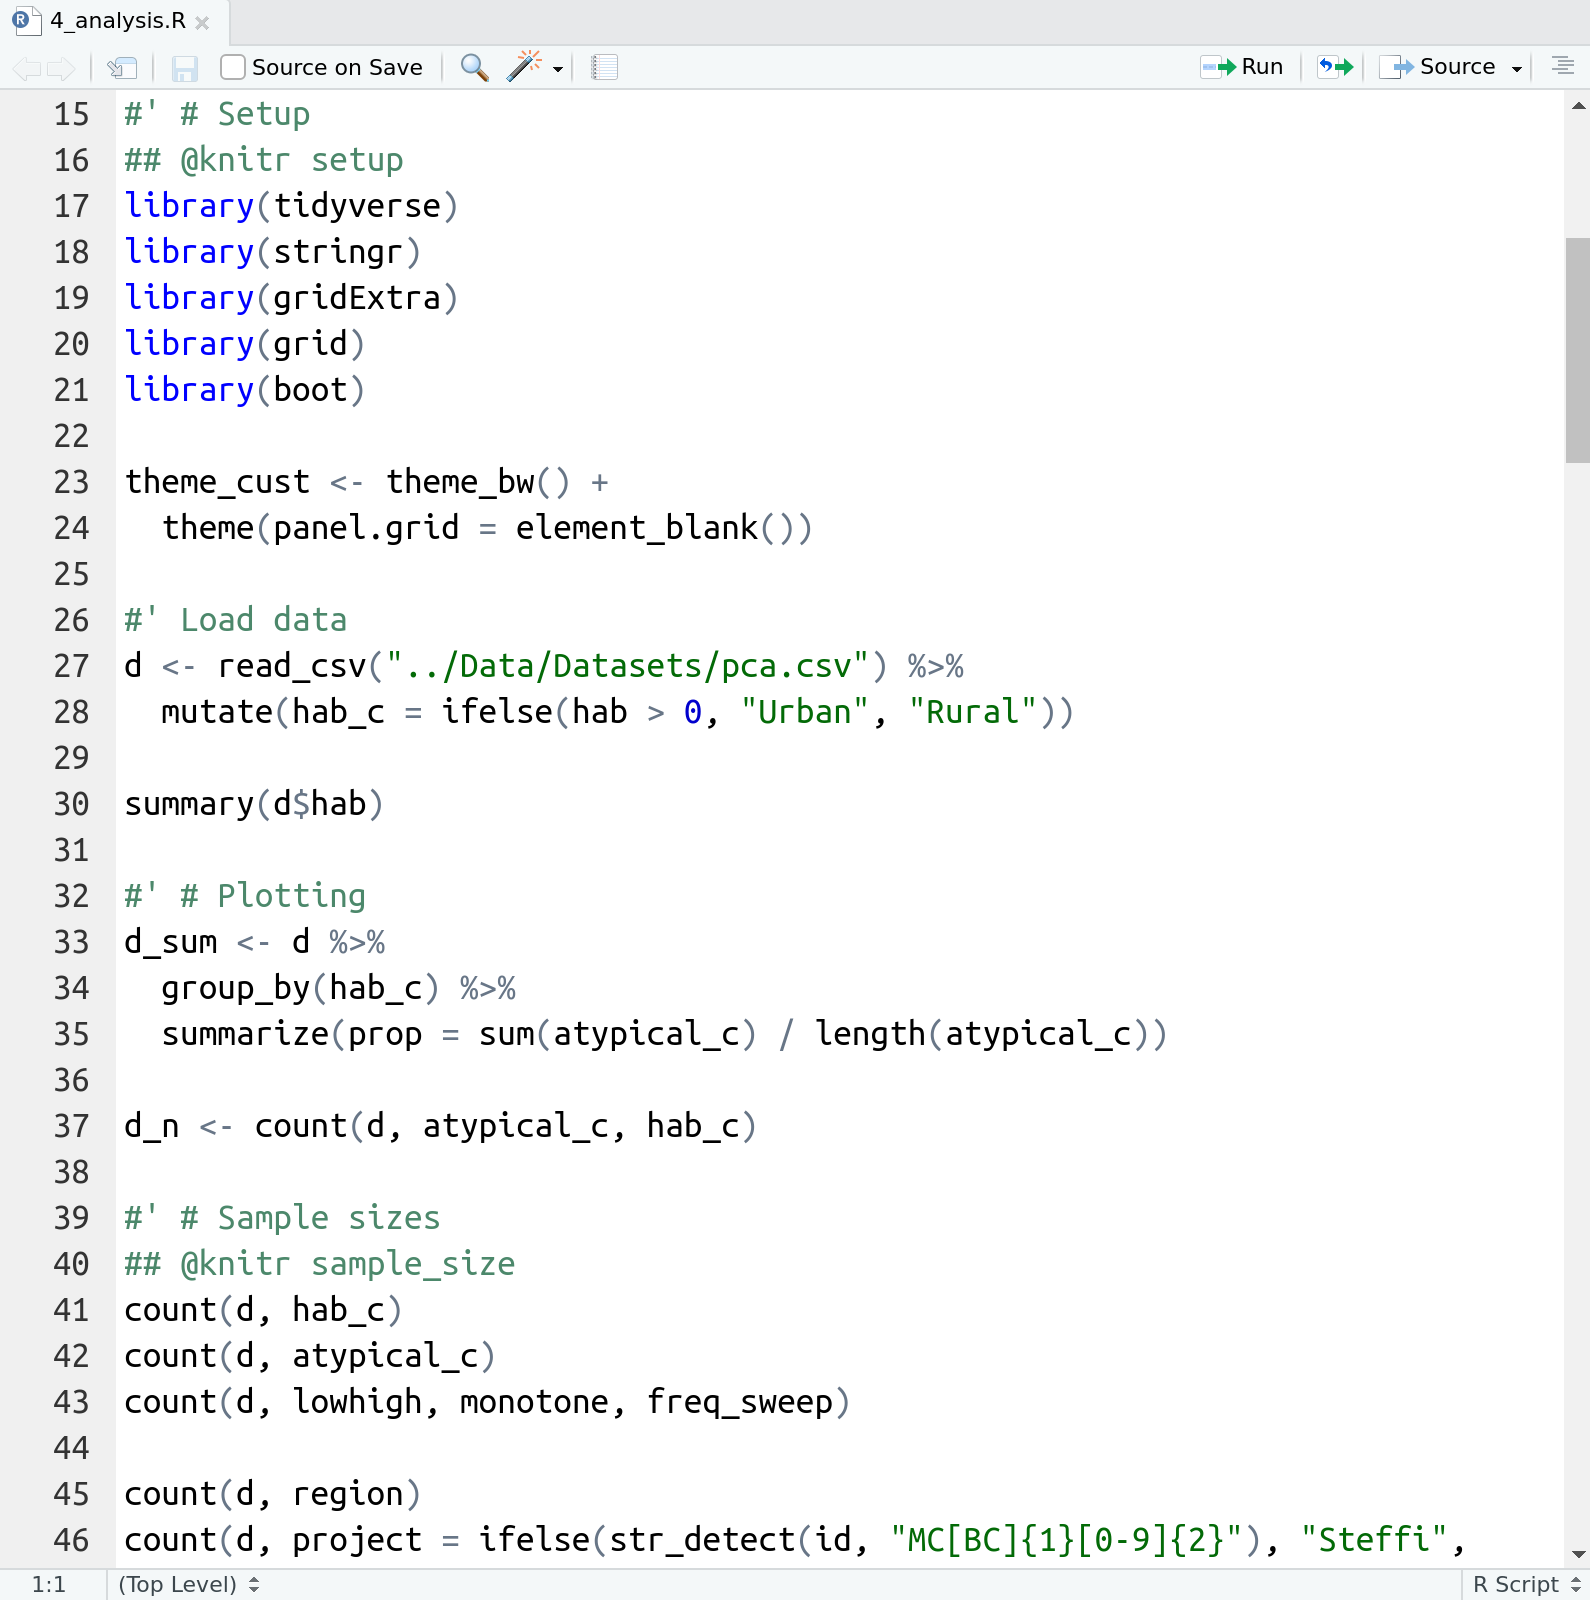 4_analysis.R
Source on Save Run Source
15 #' # Setup
16 ## @knitr setup
17 library(tidyverse)
18 library(stringr)
19 library(gridExtra)
20 library(grid)
21 library(boot)
22
23 theme_cust <- theme_bw() +
24   theme(panel.grid = element_blank())
25
26 #' Load data
27 d <- read_csv("../Data/Datasets/pca.csv") %>%
28   mutate(hab_c = ifelse(hab > 0, "Urban", "Rural"))
29
30 summary(d$hab)
31
32 #' # Plotting
33 d_sum <- d %>%
34   group_by(hab_c) %>%
35   summarize(prop = sum(atypical_c) / length(atypical_c))
36
37 d_n <- count(d, atypical_c, hab_c)
38
39 #' # Sample sizes
40 ## @knitr sample_size
41 count(d, hab_c)
42 count(d, atypical_c)
43 count(d, lowhigh, monotone, freq_sweep)
44
45 count(d, region)
46 count(d, project = ifelse(str_detect(id, "MC[BC]{1}[0-9]{2}"), "Steffi",
1:1 (Top Level) R Script